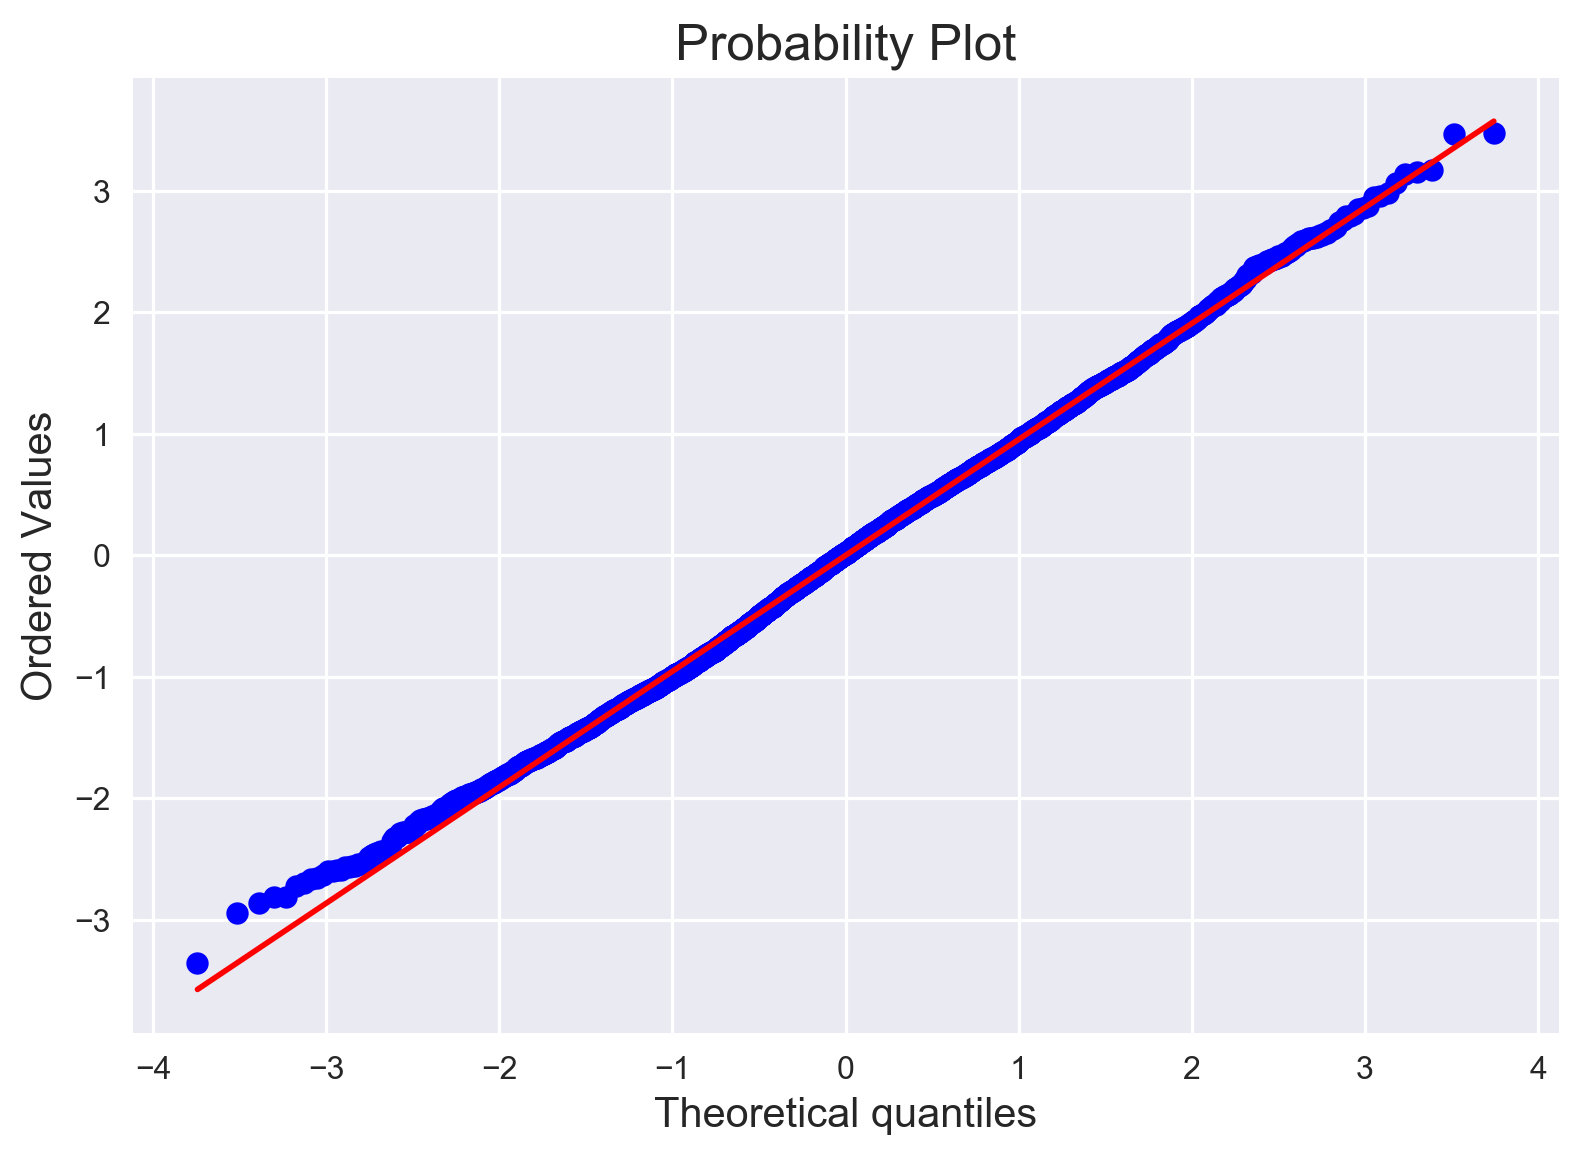 Probability Plot
Ordered Values
3
2
1
0
−1
−2
−3
−4 −3 −2 −1 0 1 2 3 4
Theoretical quantiles